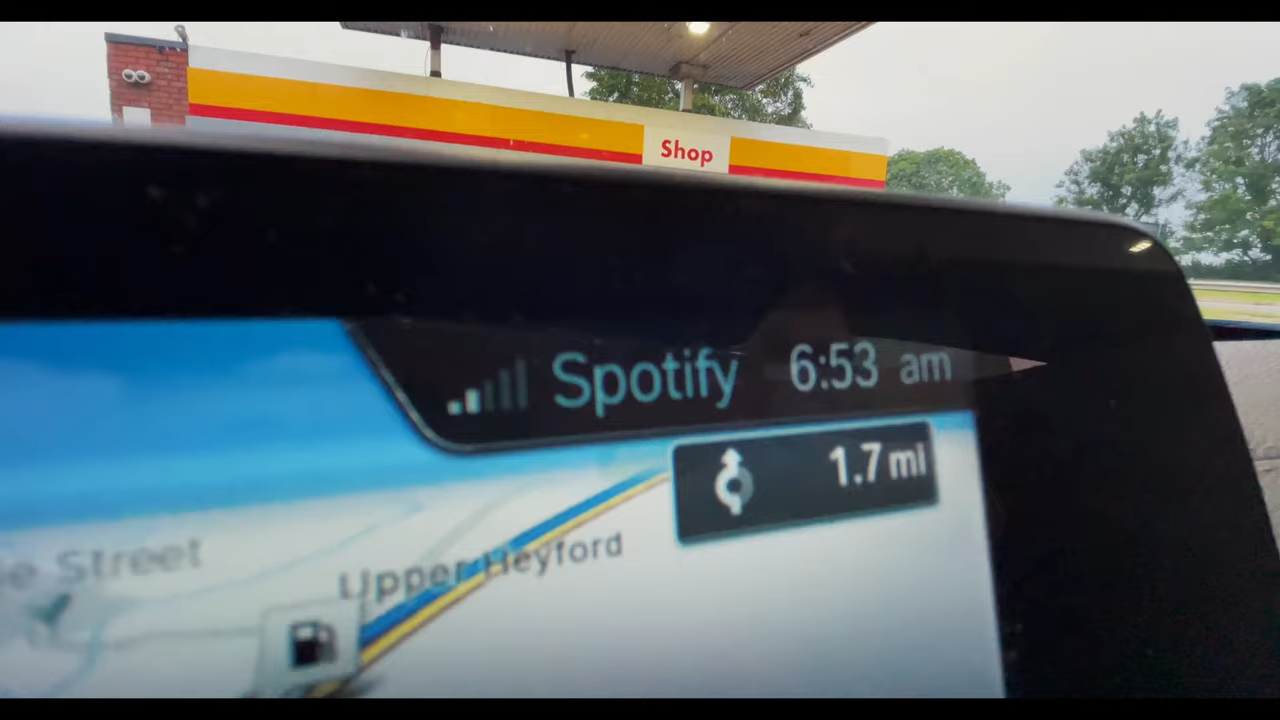 Shop
Spotify 6:53 am
1.7 mi
Street
Upper Heyford